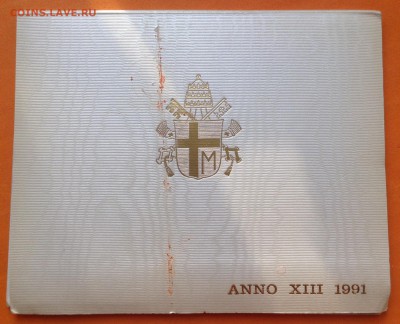 COINS.LAVE.RU
M
ANNO XIII 1991